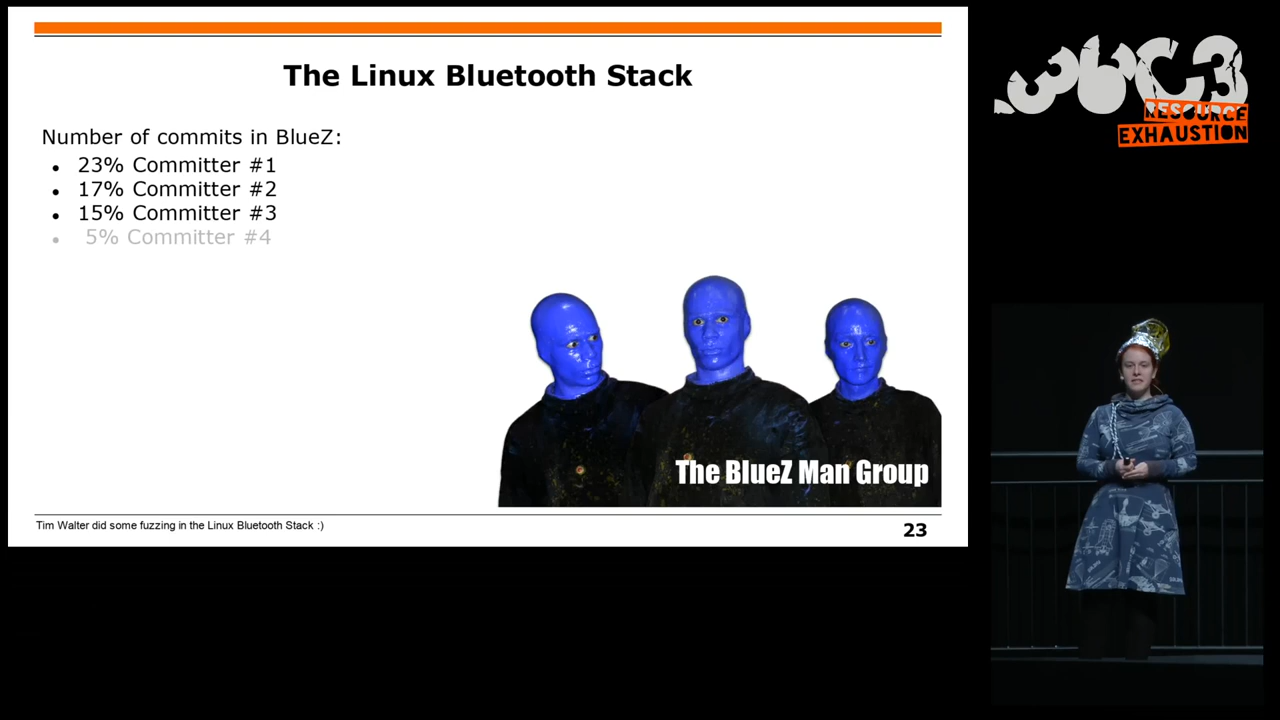 The Linux Bluetooth Stack
Number of commits in BlueZ:
• 23% Committer #1
• 17% Committer #2
• 15% Committer #3
• 5% Committer #4
The BlueZ Man Group
Tim Walter did some fuzzing in the Linux Bluetooth Stack :)
23
36C3
RESOURCE
EXHAUSTION